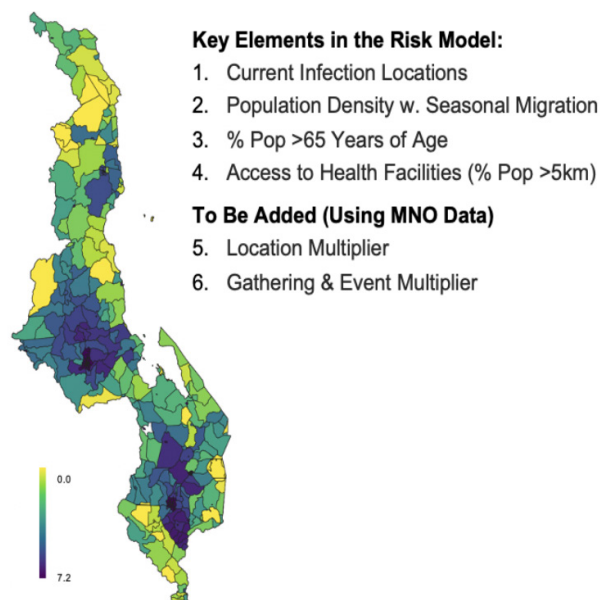 Key Elements in the Risk Model:
1. Current Infection Locations
2. Population Density w. Seasonal Migration
3. % Pop >65 Years of Age
4. Access to Health Facilities (% Pop >5km)
To Be Added (Using MNO Data)
5. Location Multiplier
6. Gathering & Event Multiplier
0.0
7.2